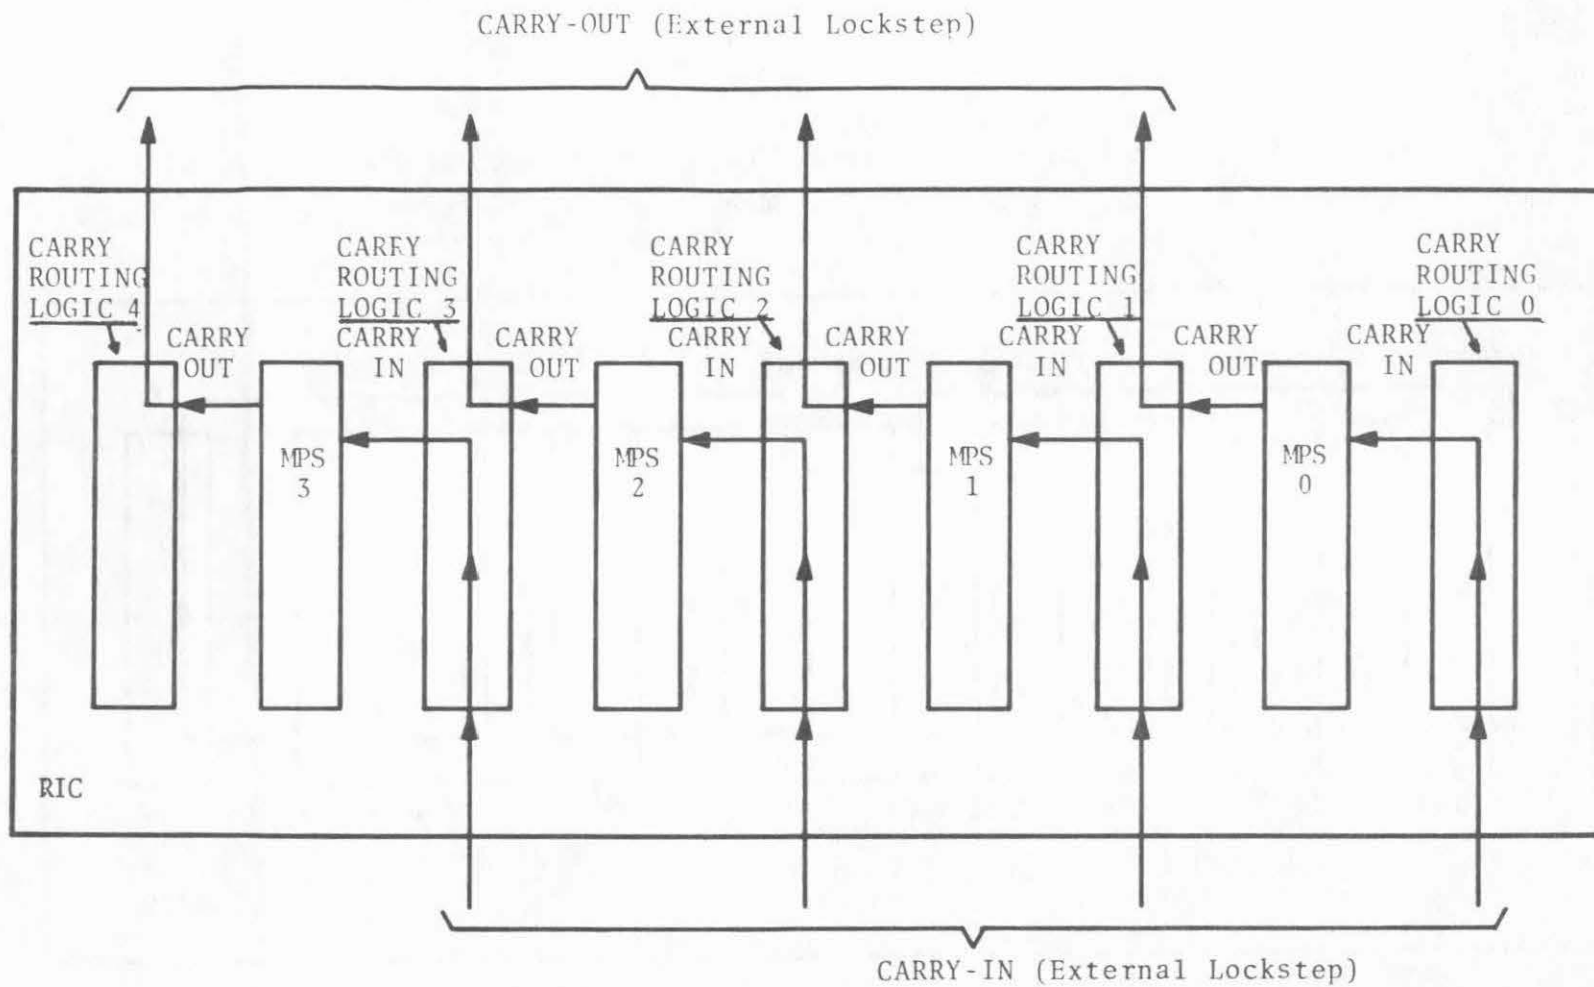 CARRY-OUT (External Lockstep)
CARRY
ROUTING
LOGIC 4
CARRY
ROUTING
LOGIC 3
CARRY
ROUTING
LOGIC 2
CARRY
ROUTING
LOGIC 1
CARRY
ROUTING
LOGIC 0
CARRY
OUT
CARRY
IN
CARRY
OUT
CARRY
IN
CARRY
OUT
CARRY
IN
CARRY
OUT
CARRY
IN
MPS
3
MPS
2
MPS
1
MPS
0
RIC
CARRY-IN (External Lockstep)